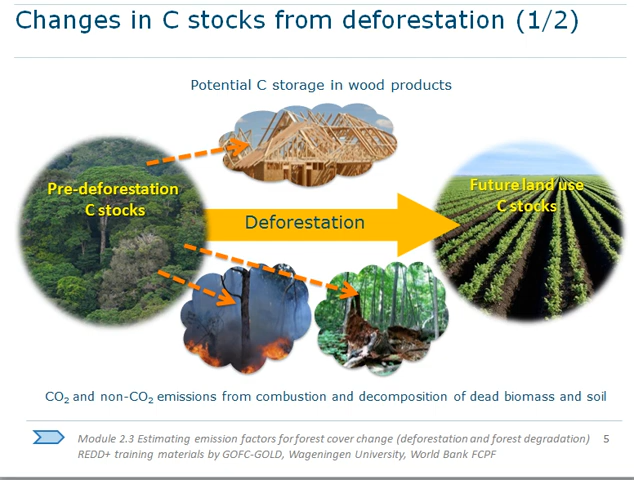 Changes in C stocks from deforestation (1/2)
Potential C storage in wood products
Pre-deforestation
C stocks
Future land use
C stocks
Deforestation
CO₂ and non-CO₂ emissions from combustion and decomposition of dead biomass and soil
Module 2.3 Estimating emission factors for forest cover change (deforestation and forest degradation) 5
REDD+ training materials by GOFC-GOLD, Wageningen University, World Bank FCPF